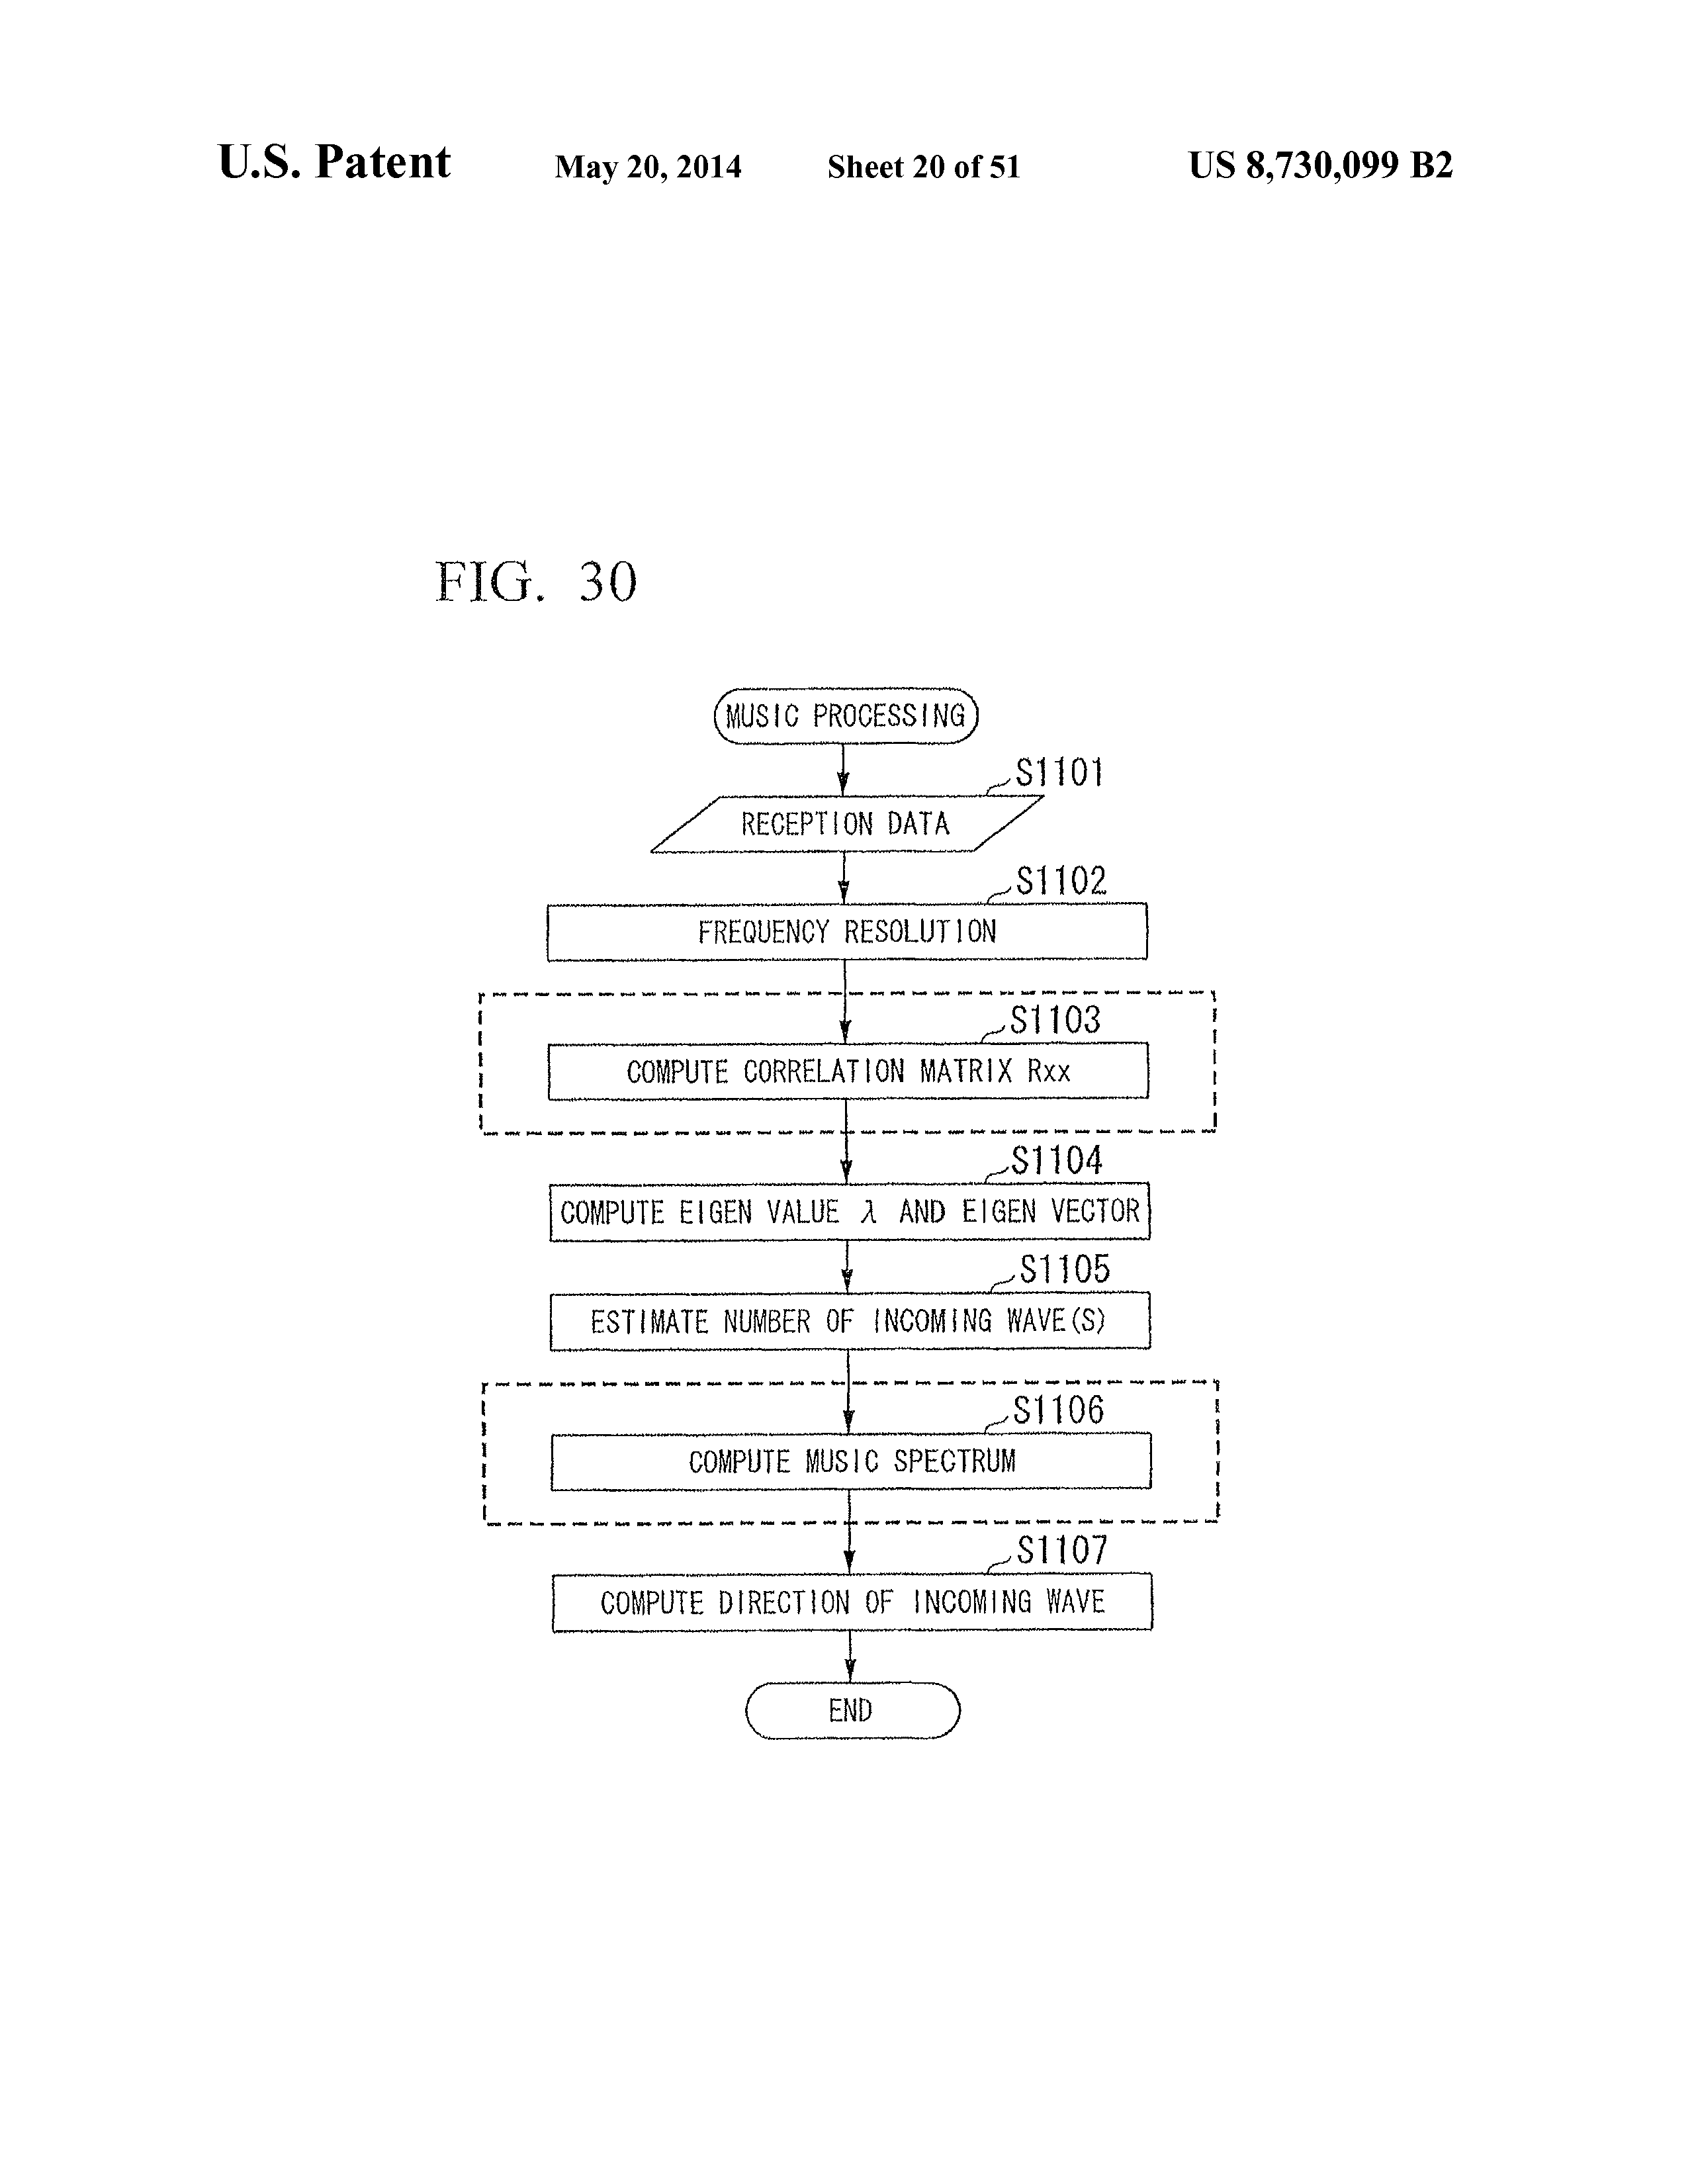 U.S. Patent May 20, 2014 Sheet 20 of 51 US 8,730,099 B2
FIG. 30
MUSIC PROCESSING
S1101
RECEPTION DATA
S1102
FREQUENCY RESOLUTION
S1103
COMPUTE CORRELATION MATRIX Rxx
S1104
COMPUTE EIGEN VALUE λ AND EIGEN VECTOR
S1105
ESTIMATE NUMBER OF INCOMING WAVE(S)
S1106
COMPUTE MUSIC SPECTRUM
S1107
COMPUTE DIRECTION OF INCOMING WAVE
END